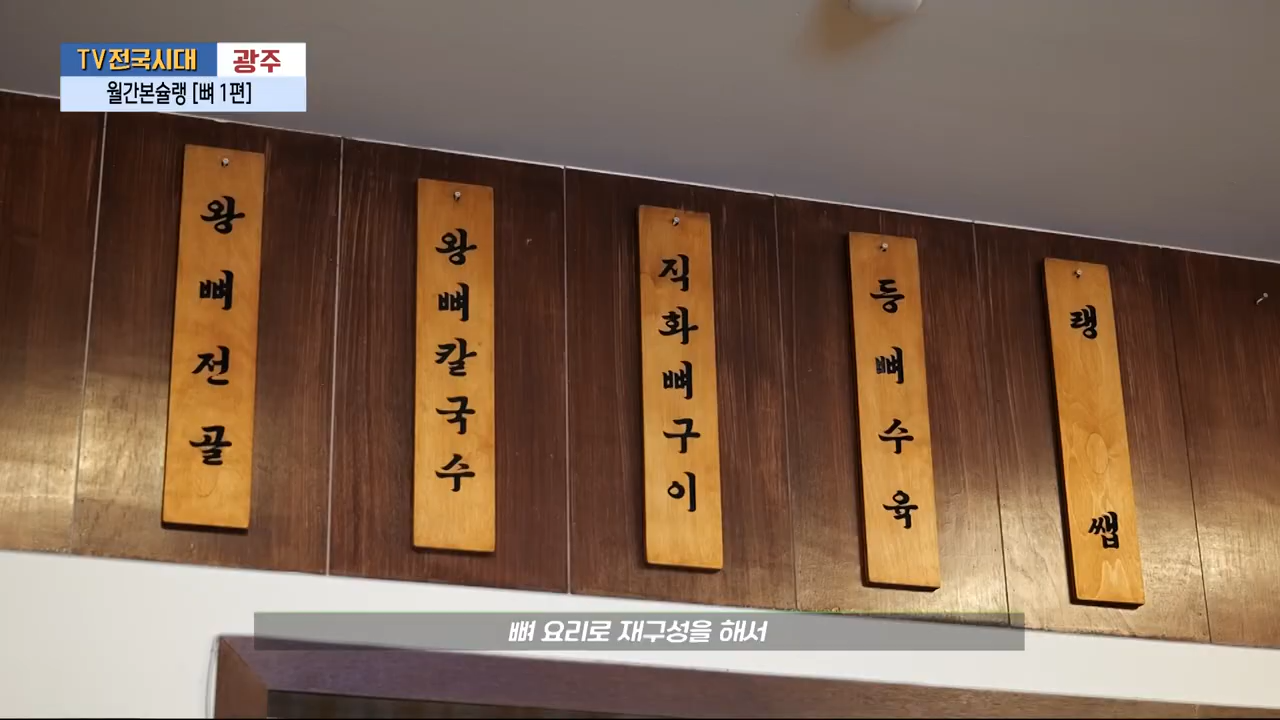 TV전국시대 광주
월간본슐랭 [뼈 1편]
왕뼈전골
왕뼈칼국수
직화뼈구이
등뼈수육
탱쌥
뼈 요리로 재구성을 해서